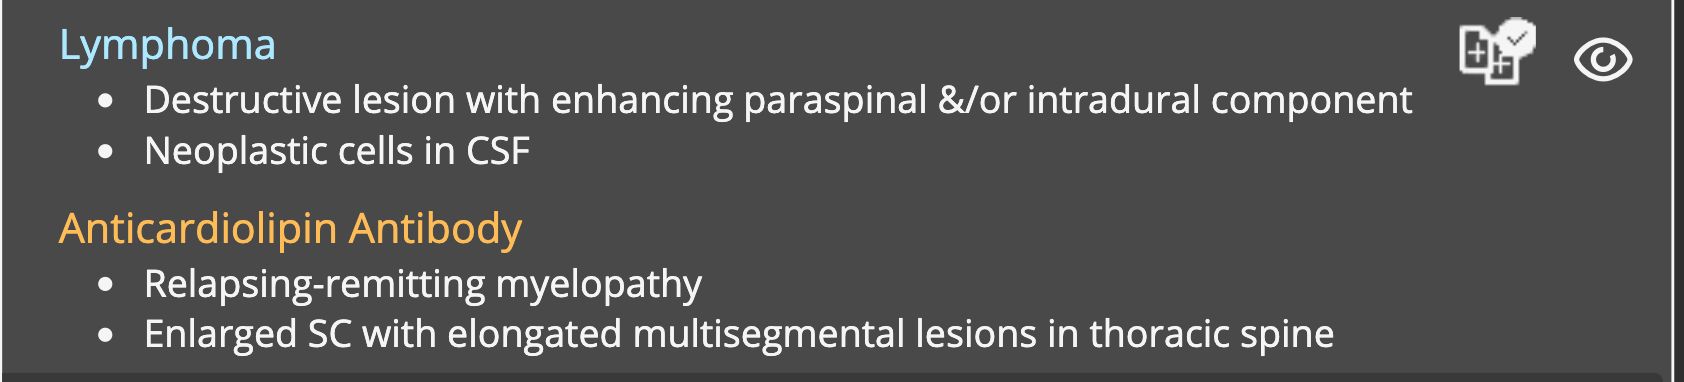 Lymphoma
• Destructive lesion with enhancing paraspinal &/or intradural component
• Neoplastic cells in CSF
Anticardiolipin Antibody
• Relapsing-remitting myelopathy
• Enlarged SC with elongated multisegmental lesions in thoracic spine